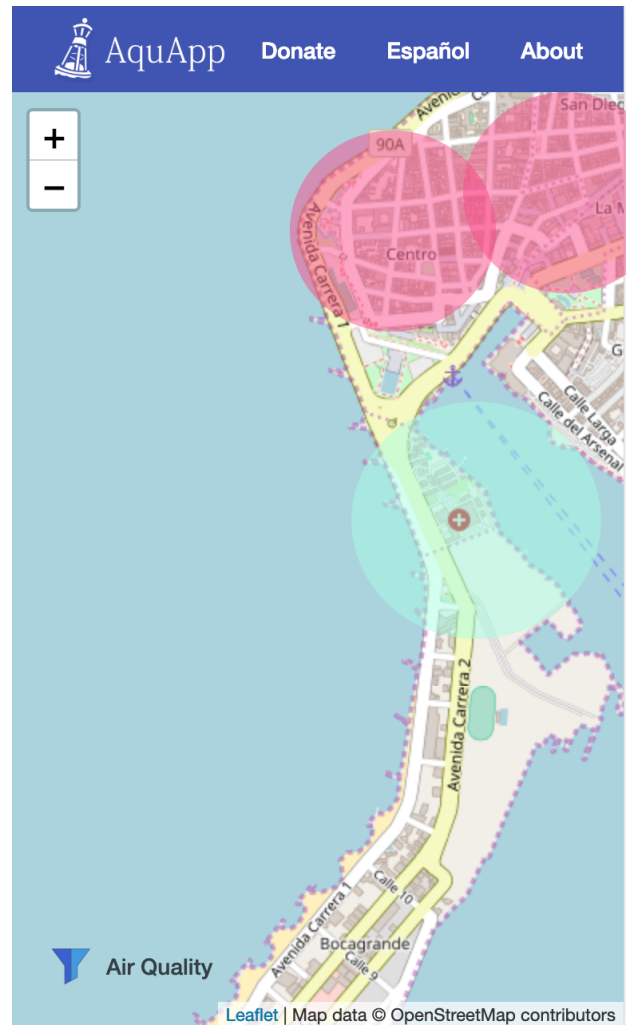 AquApp
Donate
Español
About
+
−
90A
San Dieg
La M
Avenida Carrera 1
Centro
G
Calle Larga
Calle del Arsenal
Avenida Carrera 2
Calle 10
Avenida Carrera 1
Bocagrande
Calle 9
Air Quality
Leaflet | Map data © OpenStreetMap contributors